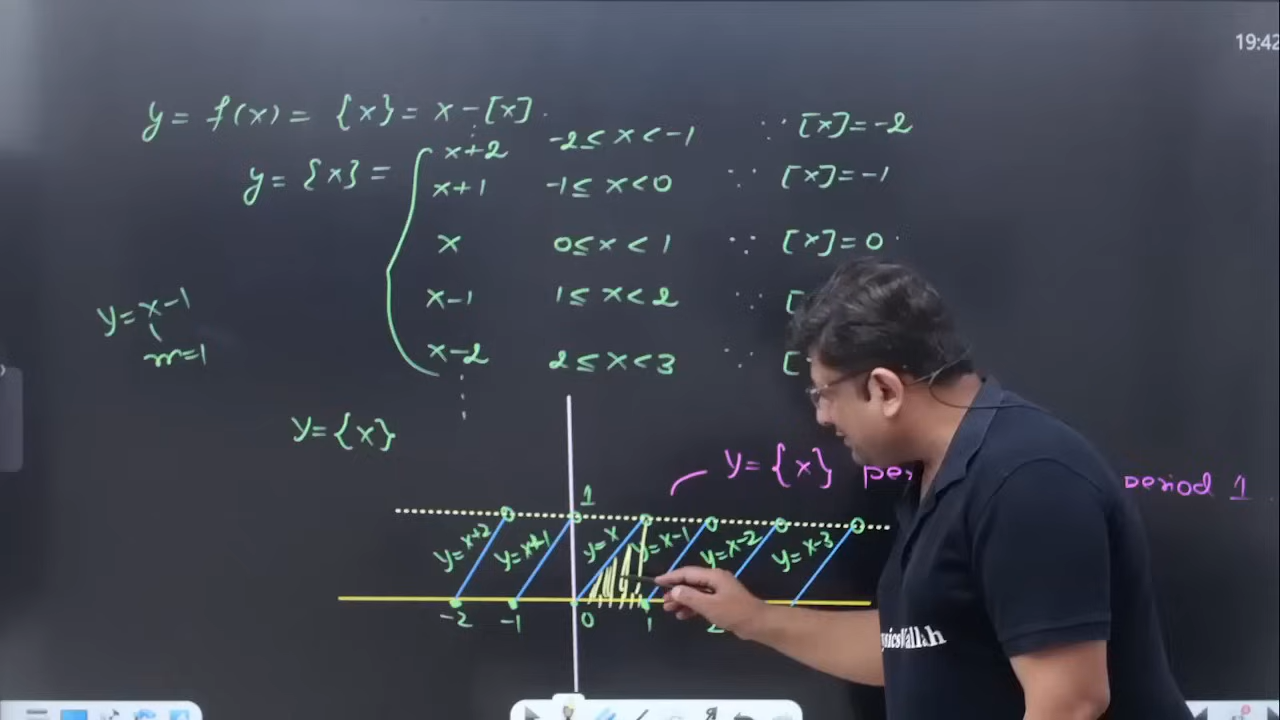 19:42
y = f(x) = {x} = x - [x].
y = {x} =
x+2 -2 ≤ x < -1 ∵ [x] = -2
x+1 -1 ≤ x < 0 ∵ [x] = -1
x 0 ≤ x < 1 ∵ [x] = 0
x-1 1 ≤ x < 2 ∵ [
x-2 2 ≤ x < 3 ∵ [
y = x-1
m=1
y = {x}
y = {x} period 1
1
y=x+2 y=x+1 y=x y=x-1 y=x-2 y=x-3
-2 -1 0 1 2